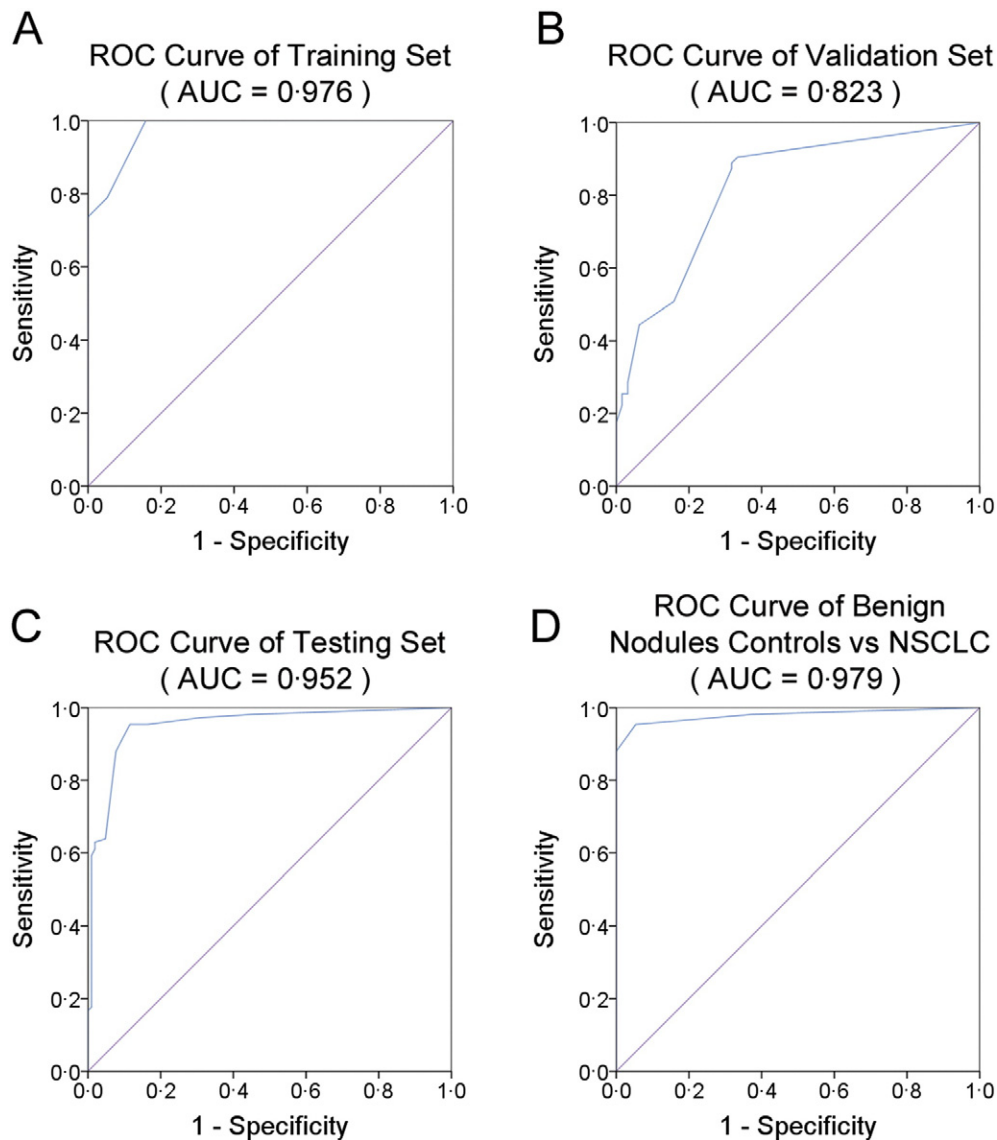 A
ROC Curve of Training Set
( AUC = 0·976 )
1.0
0·8
0·6
0·4
0·2
0·0
Sensitivity
0·0 0·2 0·4 0·6 0·8 1.0
1 - Specificity
B
ROC Curve of Validation Set
( AUC = 0·823 )
1.0
0·8
0·6
0·4
0·2
0·0
Sensitivity
0·0 0·2 0·4 0·6 0·8 1.0
1 - Specificity
C
ROC Curve of Testing Set
( AUC = 0·952 )
1.0
0·8
0·6
0·4
0·2
0·0
Sensitivity
0·0 0·2 0·4 0·6 0·8 1.0
1 - Specificity
D
ROC Curve of Benign
Nodules Controls vs NSCLC
( AUC = 0·979 )
1.0
0·8
0·6
0·4
0·2
0·0
Sensitivity
0·0 0·2 0·4 0·6 0·8 1.0
1 - Specificity